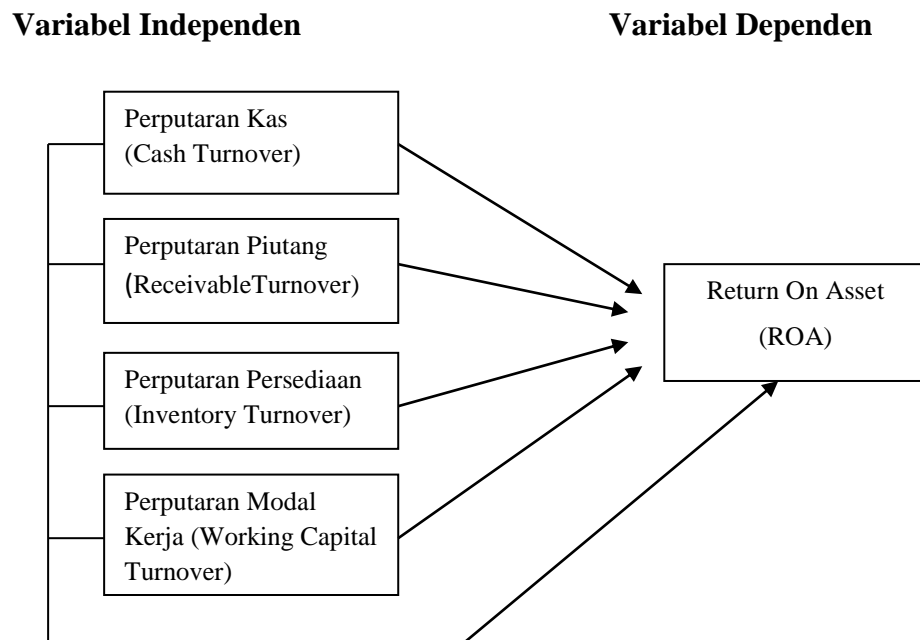 Variabel Independen
Variabel Dependen
Perputaran Kas
(Cash Turnover)
Perputaran Piutang
(ReceivableTurnover)
Return On Asset
(ROA)
Perputaran Persediaan
(Inventory Turnover)
Perputaran Modal
Kerja (Working Capital
Turnover)